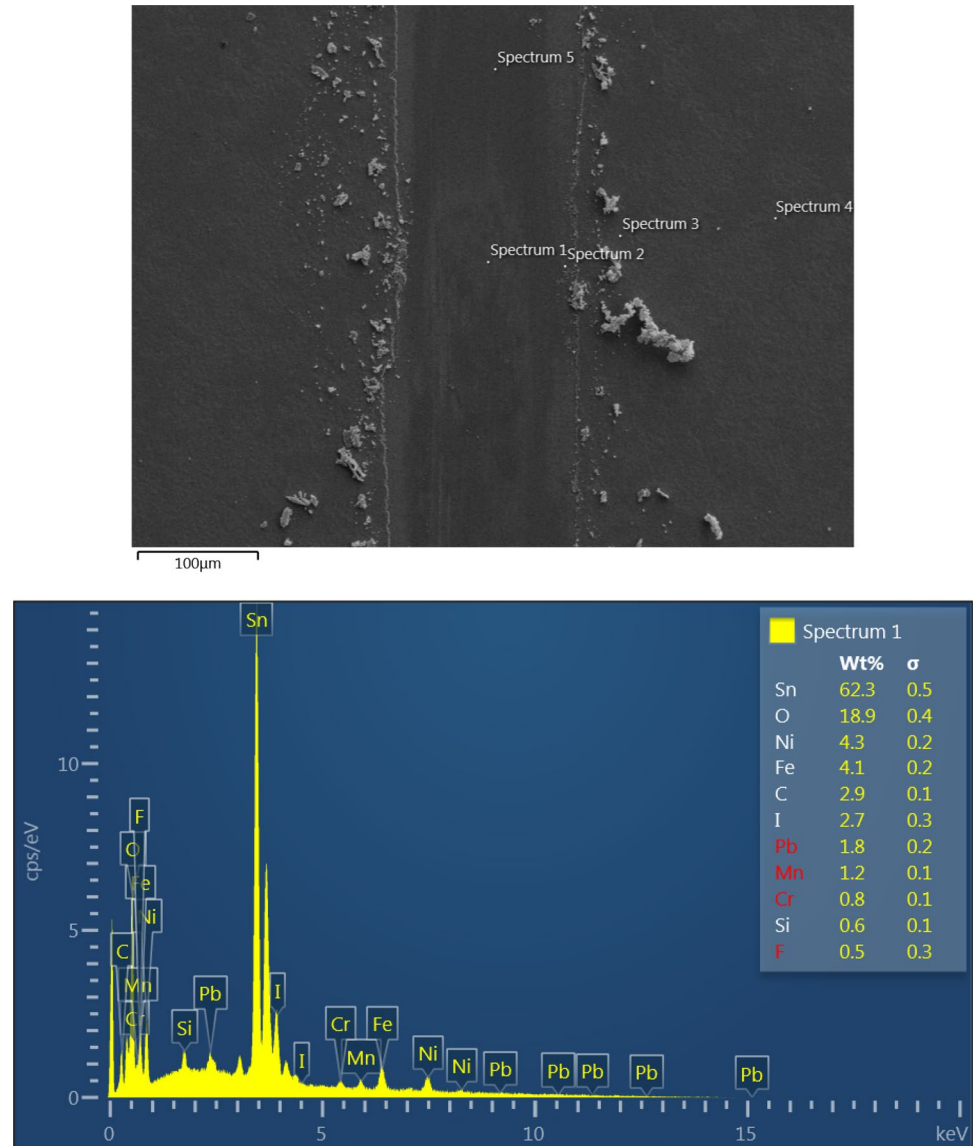 Spectrum 5
Spectrum 4
Spectrum 3
Spectrum 1
Spectrum 2
100µm
Sn
Spectrum 1
Wt% σ
Sn 62.3 0.5
O 18.9 0.4
Ni 4.3 0.2
Fe 4.1 0.2
C 2.9 0.1
I 2.7 0.3
Pb 1.8 0.2
Mn 1.2 0.1
Cr 0.8 0.1
Si 0.6 0.1
F 0.5 0.3
10
cps/eV
F
O
Fe
Ni
5
C
Mn
Cr
Si
Pb
I
I
Cr
Mn
Fe
Ni
Ni
Pb
Pb
Pb
Pb
Pb
0
0 5 10 15 keV